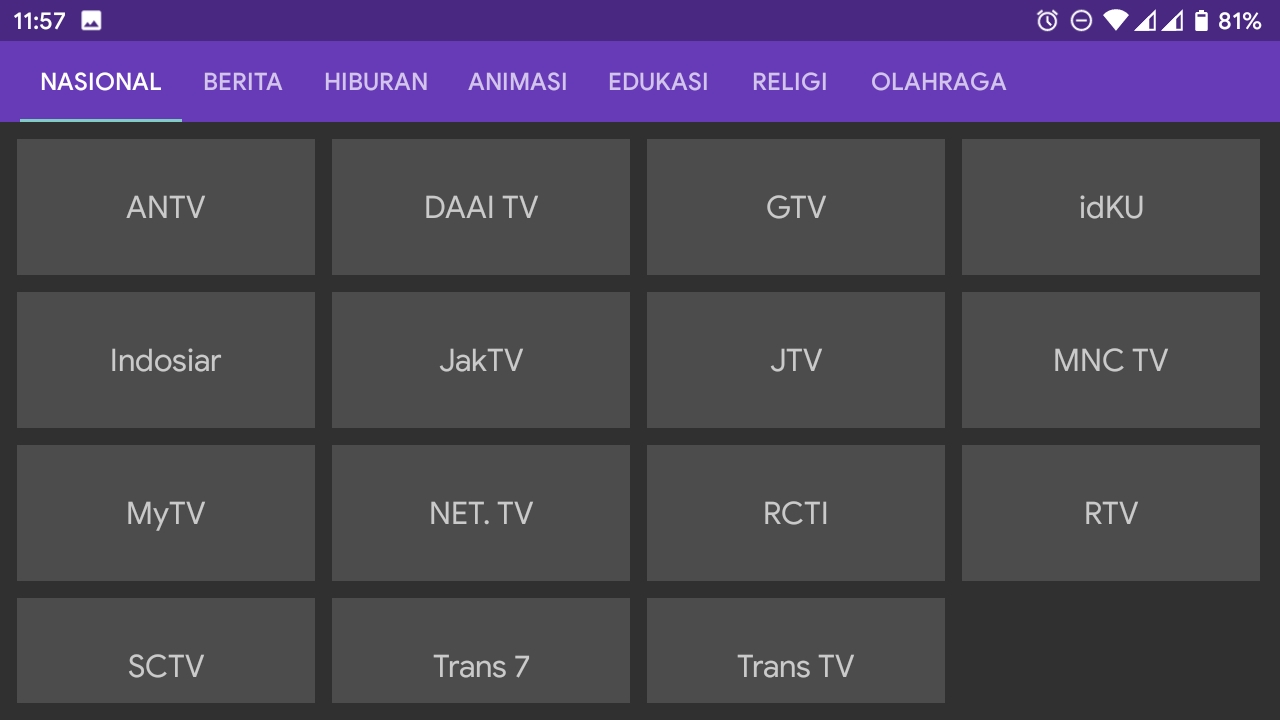 11:57 81%
NASIONAL BERITA HIBURAN ANIMASI EDUKASI RELIGI OLAHRAGA
ANTV DAAI TV GTV idKU
Indosiar JakTV JTV MNC TV
MyTV NET. TV RCTI RTV
SCTV Trans 7 Trans TV